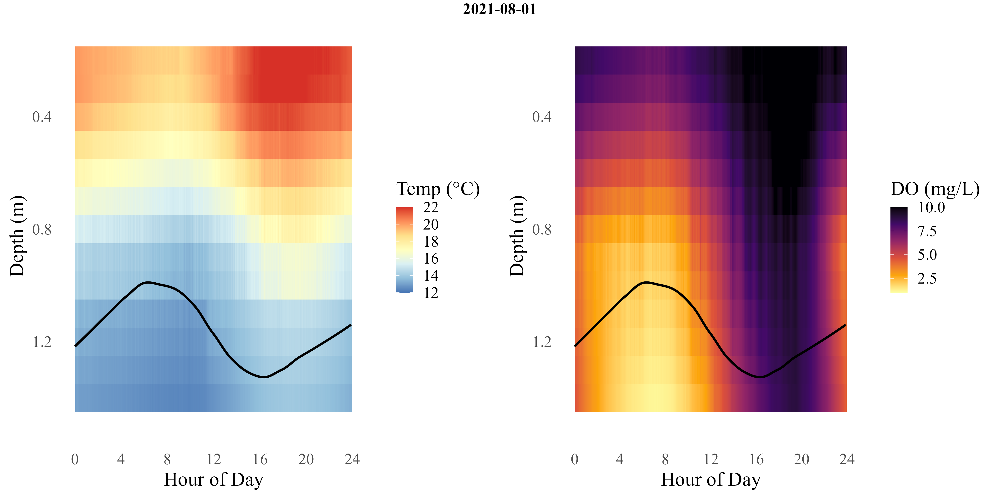 2021-08-01
Depth (m)
0.4
0.8
1.2
0 4 8 12 16 20 24
Hour of Day
Temp (°C)
22
20
18
16
14
12
Depth (m)
0.4
0.8
1.2
0 4 8 12 16 20 24
Hour of Day
DO (mg/L)
10.0
7.5
5.0
2.5